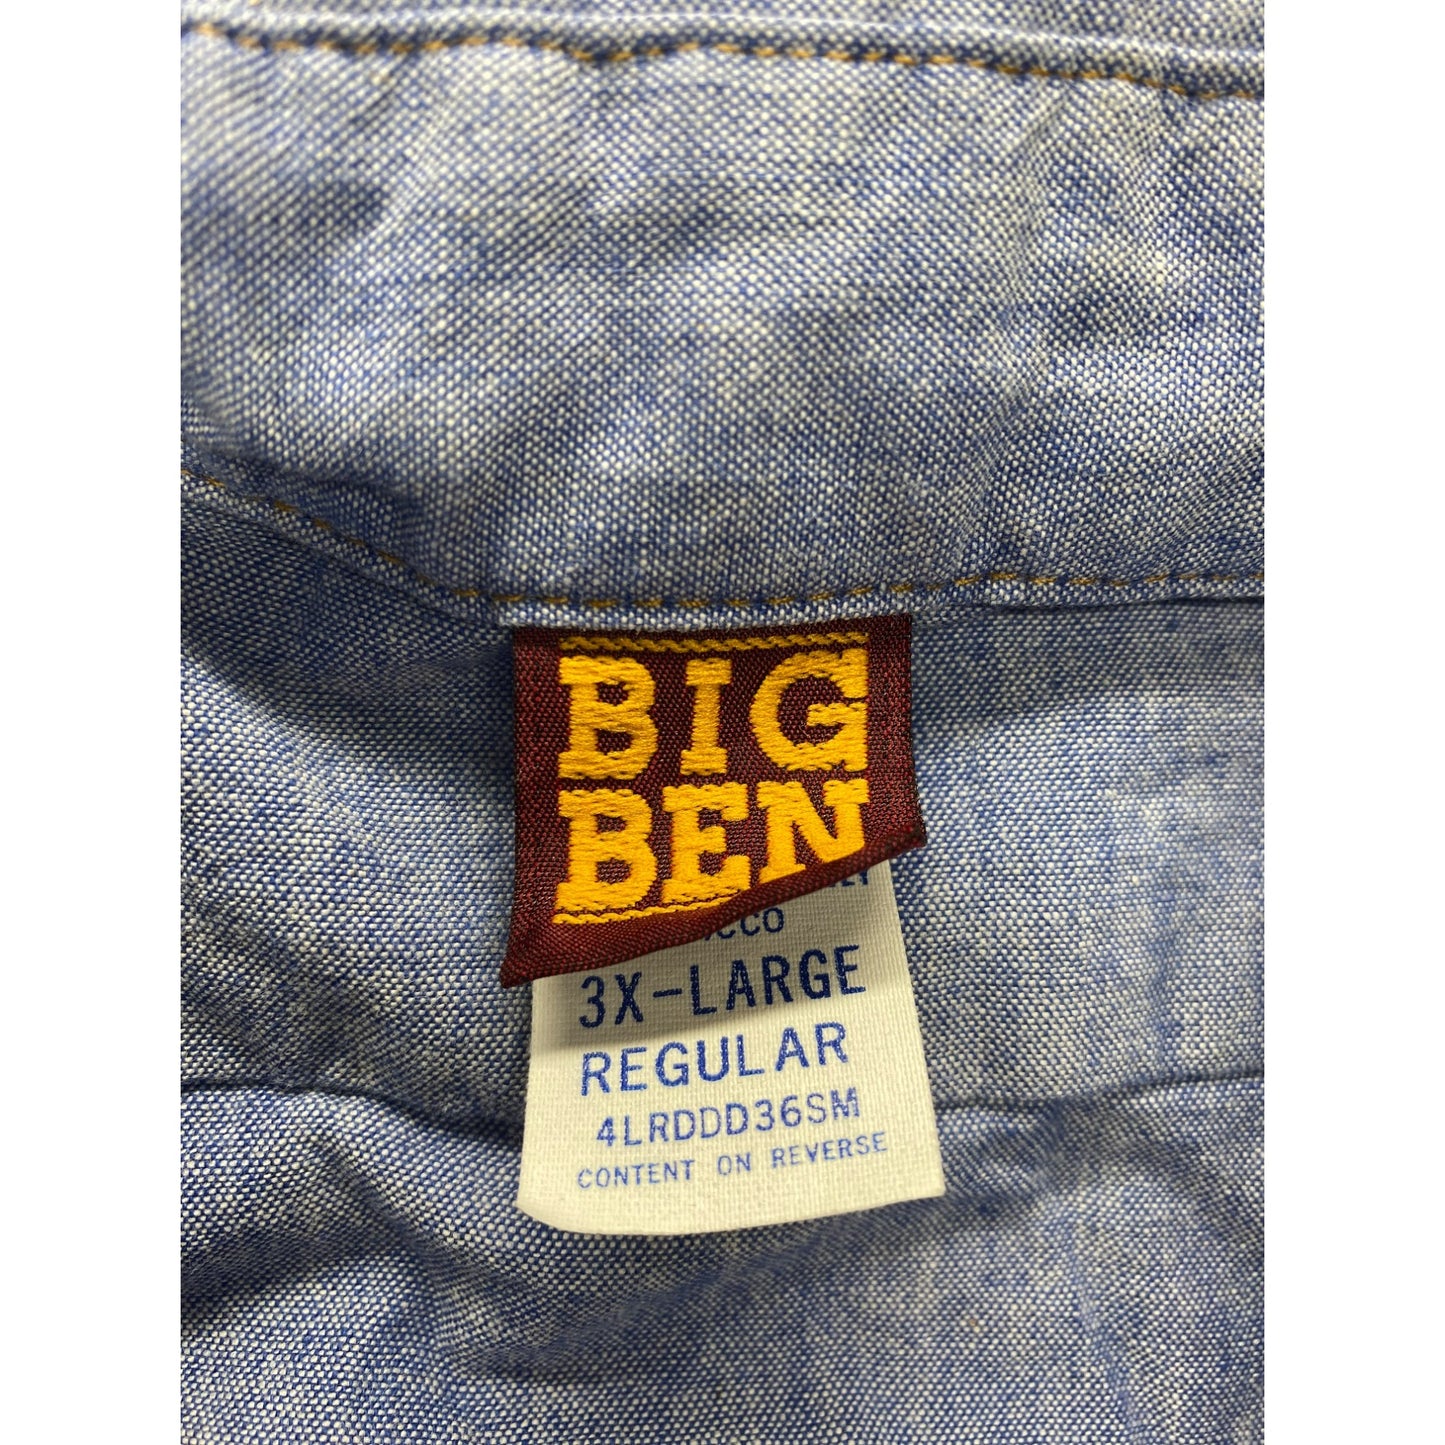 BIG
BEN
3X-LARGE
REGULAR
4LRDDD36SM
CONTENT ON REVERSE